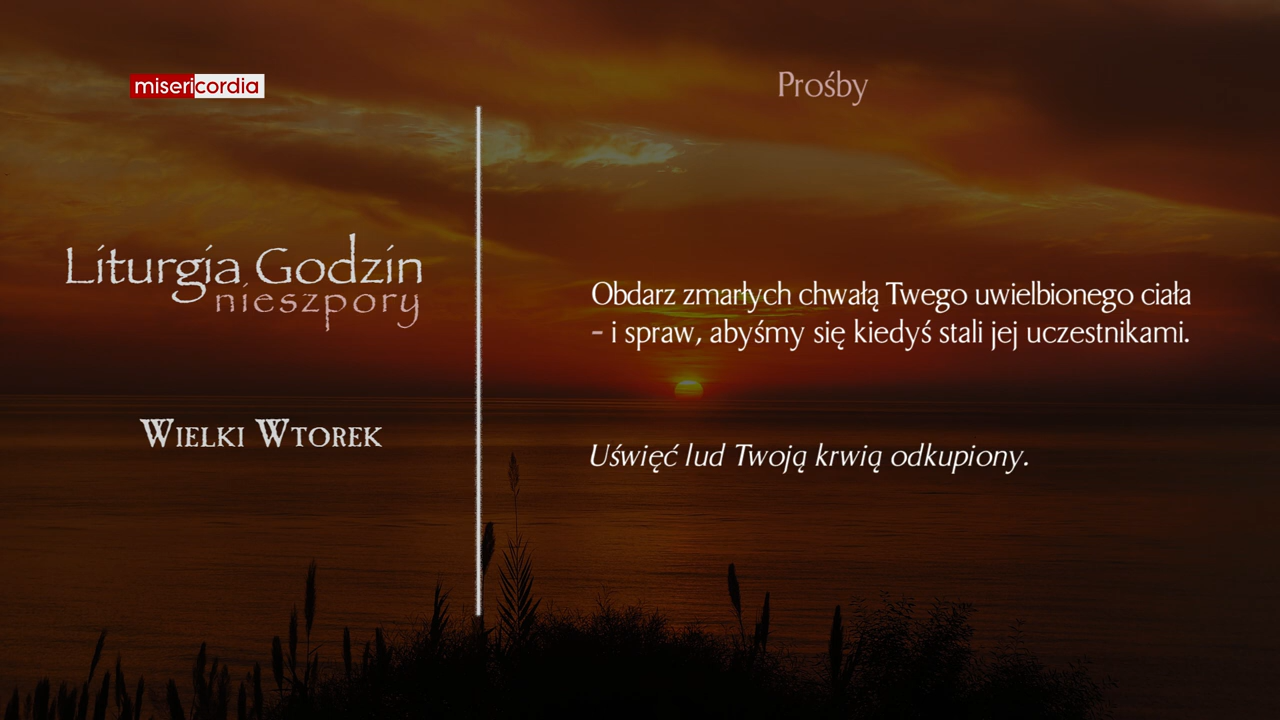 misericordia
Liturgia Godzin
nieszpory
Wielki Wtorek
Prośby
Obdarz zmarłych chwałą Twego uwielbionego ciała
- i spraw, abyśmy się kiedyś stali jej uczestnikami.
Uświęć lud Twoją krwią odkupiony.